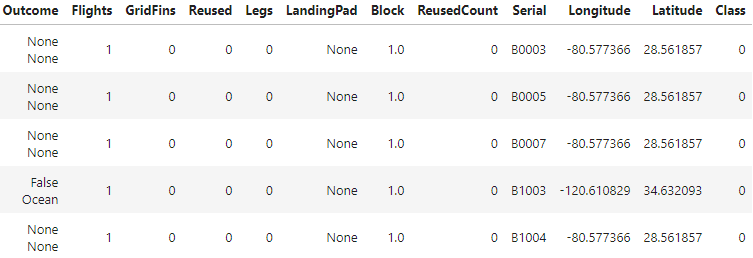 Outcome Flights GridFins Reused Legs LandingPad Block ReusedCount Serial Longitude Latitude Class
None
None 1 0 0 0 None 1.0 0 B0003 -80.577366 28.561857 0
None
None 1 0 0 0 None 1.0 0 B0005 -80.577366 28.561857 0
None
None 1 0 0 0 None 1.0 0 B0007 -80.577366 28.561857 0
False
Ocean 1 0 0 0 None 1.0 0 B1003 -120.610829 34.632093 0
None
None 1 0 0 0 None 1.0 0 B1004 -80.577366 28.561857 0